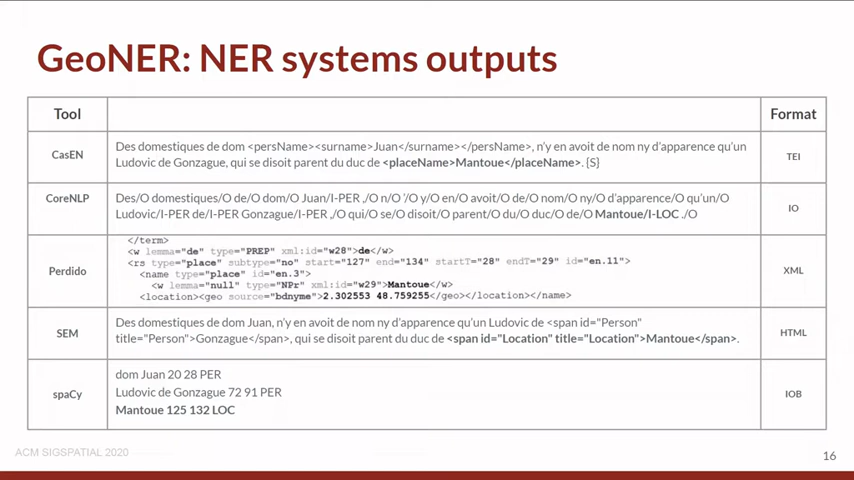 GeoNER: NER systems outputs
Tool Format
CasEN
Des domestiques de dom <persName><surname>Juan</surname></persName>, n'y en avoit de nom ny d'apparence qu'un
Ludovic de Gonzague, qui se disoit parent du duc de <placeName>Mantoue</placeName>. {S}
TEI
CoreNLP
Des/O domestiques/O de/O dom/O Juan/I-PER ,/O n/O '/O y/O en/O avoit/O de/O nom/O ny/O d'apparence/O qu'un/O
Ludovic/I-PER de/I-PER Gonzague/I-PER ,/O qui/O se/O disoit/O parent/O du/O duc/O de/O Mantoue/I-LOC ./O
IO
Perdido
</term>
<w lemma="de" type="PREP" xml:id="w28">de</w>
<rs type="place" subtype="no" start="127" end="134" startT="28" endT="29" id="en.11">
<name type="place" id="en.3">
<w lemma="null" type="NPr" xml:id="w29">Mantoue</w>
<location><geo source="bdnyme">2.302553 48.759255</geo></location></name>
XML
SEM
Des domestiques de dom Juan, n'y en avoit de nom ny d'apparence qu'un Ludovic de <span id="Person"
title="Person">Gonzague</span>, qui se disoit parent du duc de <span id="Location" title="Location">Mantoue</span>.
HTML
spaCy
dom Juan 20 28 PER
Ludovic de Gonzague 72 91 PER
Mantoue 125 132 LOC
IOB
ACM SIGSPATIAL 2020
16